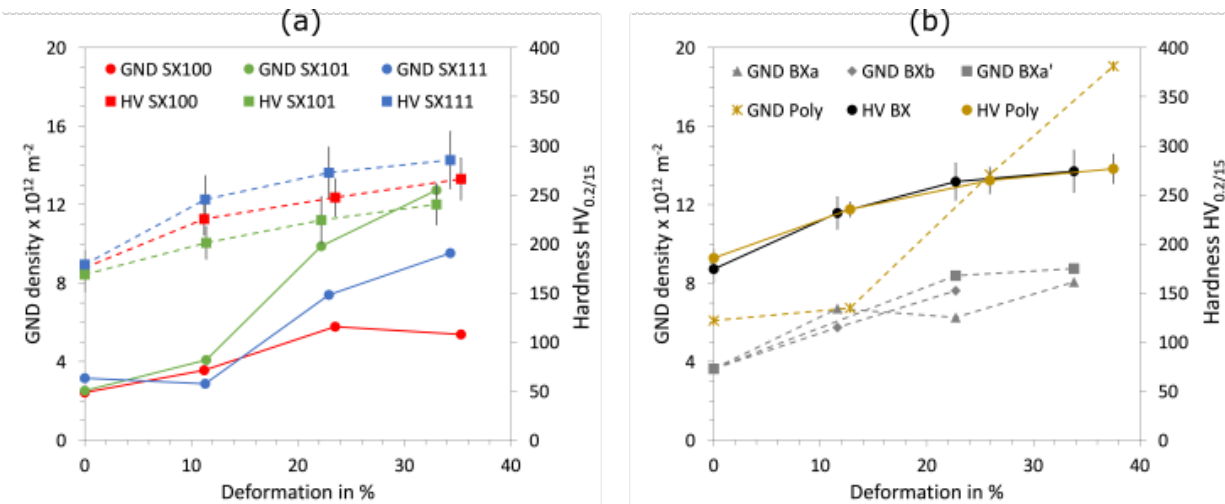 (a)
GND density x 10¹² m⁻²
20
16
12
8
4
0
GND SX100 GND SX101 GND SX111
HV SX100 HV SX101 HV SX111
400
350
300
250
200
150
100
50
0
Hardness HV₀.₂/₁₅
0 10 20 30 40
Deformation in %
(b)
GND density x 10¹² m⁻²
20
16
12
8
4
0
GND BXa GND BXb GND BXa'
GND Poly HV BX HV Poly
400
350
300
250
200
150
100
50
0
Hardness HV₀.₂/₁₅
0 10 20 30 40
Deformation in %